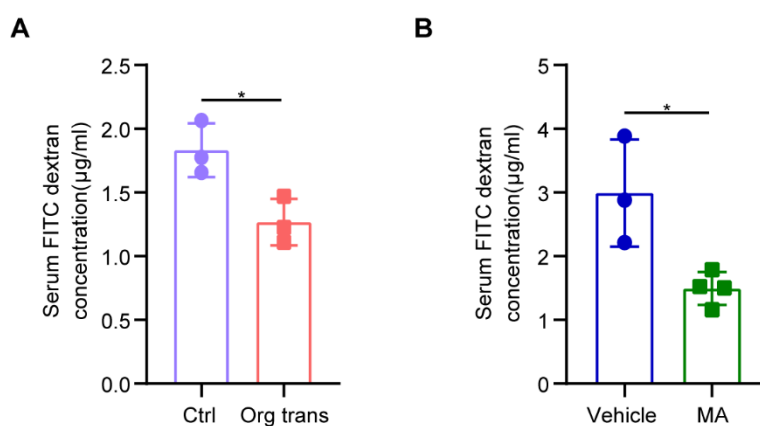 A
Serum FITC dextran
concentration(μg/ml)
2.5
2.0
1.5
1.0
0.5
0.0
*
Ctrl
Org trans
B
Serum FITC dextran
concentration(μg/ml)
5
4
3
2
1
0
*
Vehicle
MA